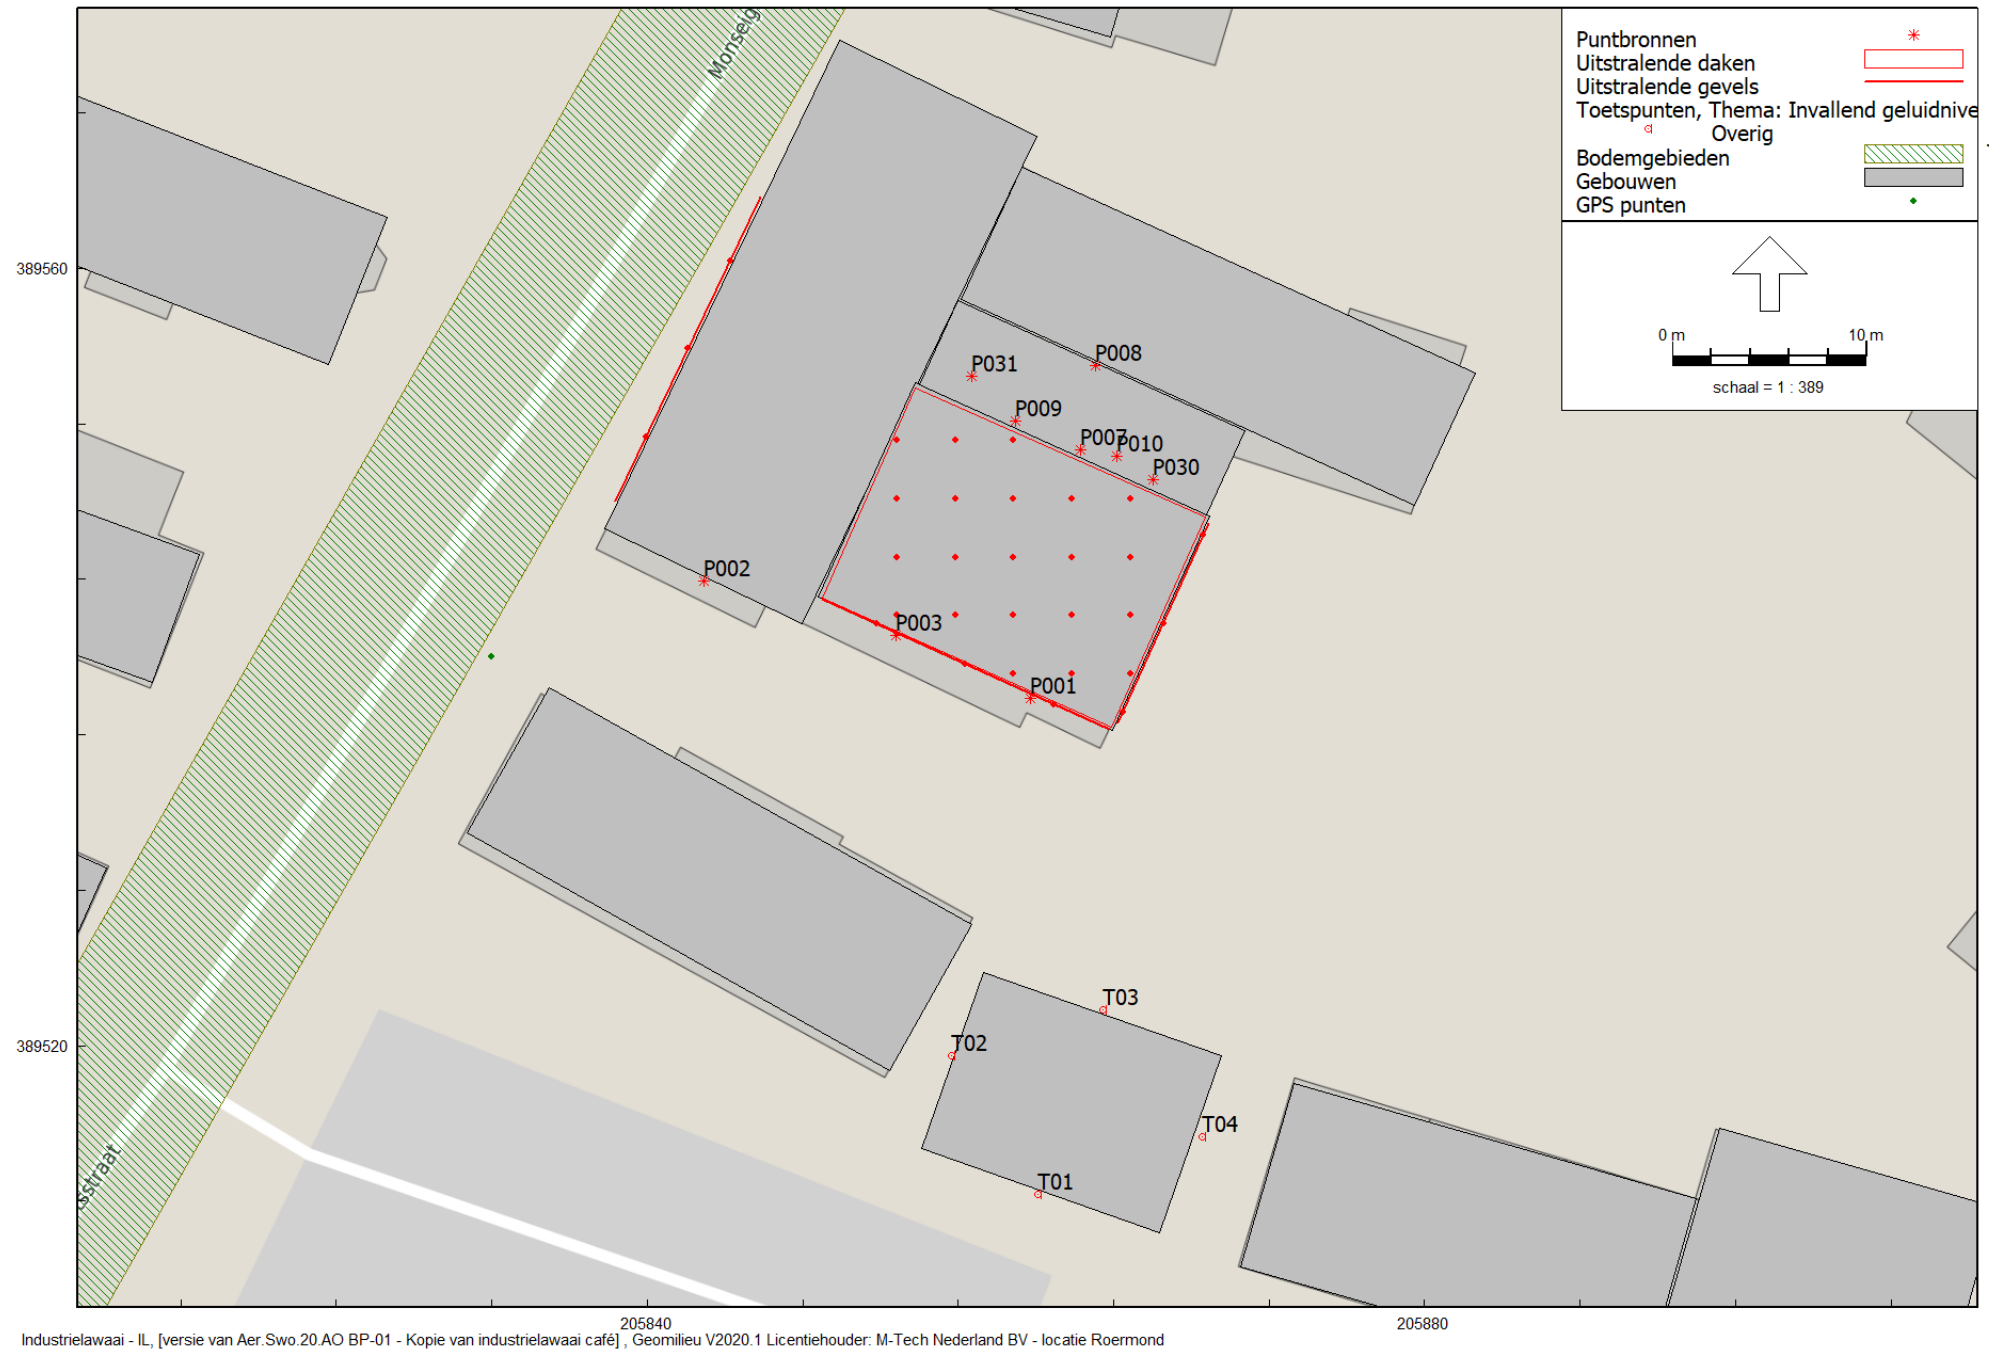 Monseig
Puntbronnen
Uitstralende daken
Uitstralende gevels
Toetspunten, Thema: Invallend geluidnive
Overig
Bodemgebieden
Gebouwen
GPS punten
0 m 10 m
schaal = 1 : 389
389560
P008
P031
P009
P007
P010
P030
P002
P003
P001
389520
T03
T02
T04
T01
sstraat
205840 205880
Industrielawaai - IL, [versie van Aer.Swo.20.AO BP-01 - Kopie van industrielawaai café] , Geomilieu V2020.1 Licentiehouder: M-Tech Nederland BV - locatie Roermond